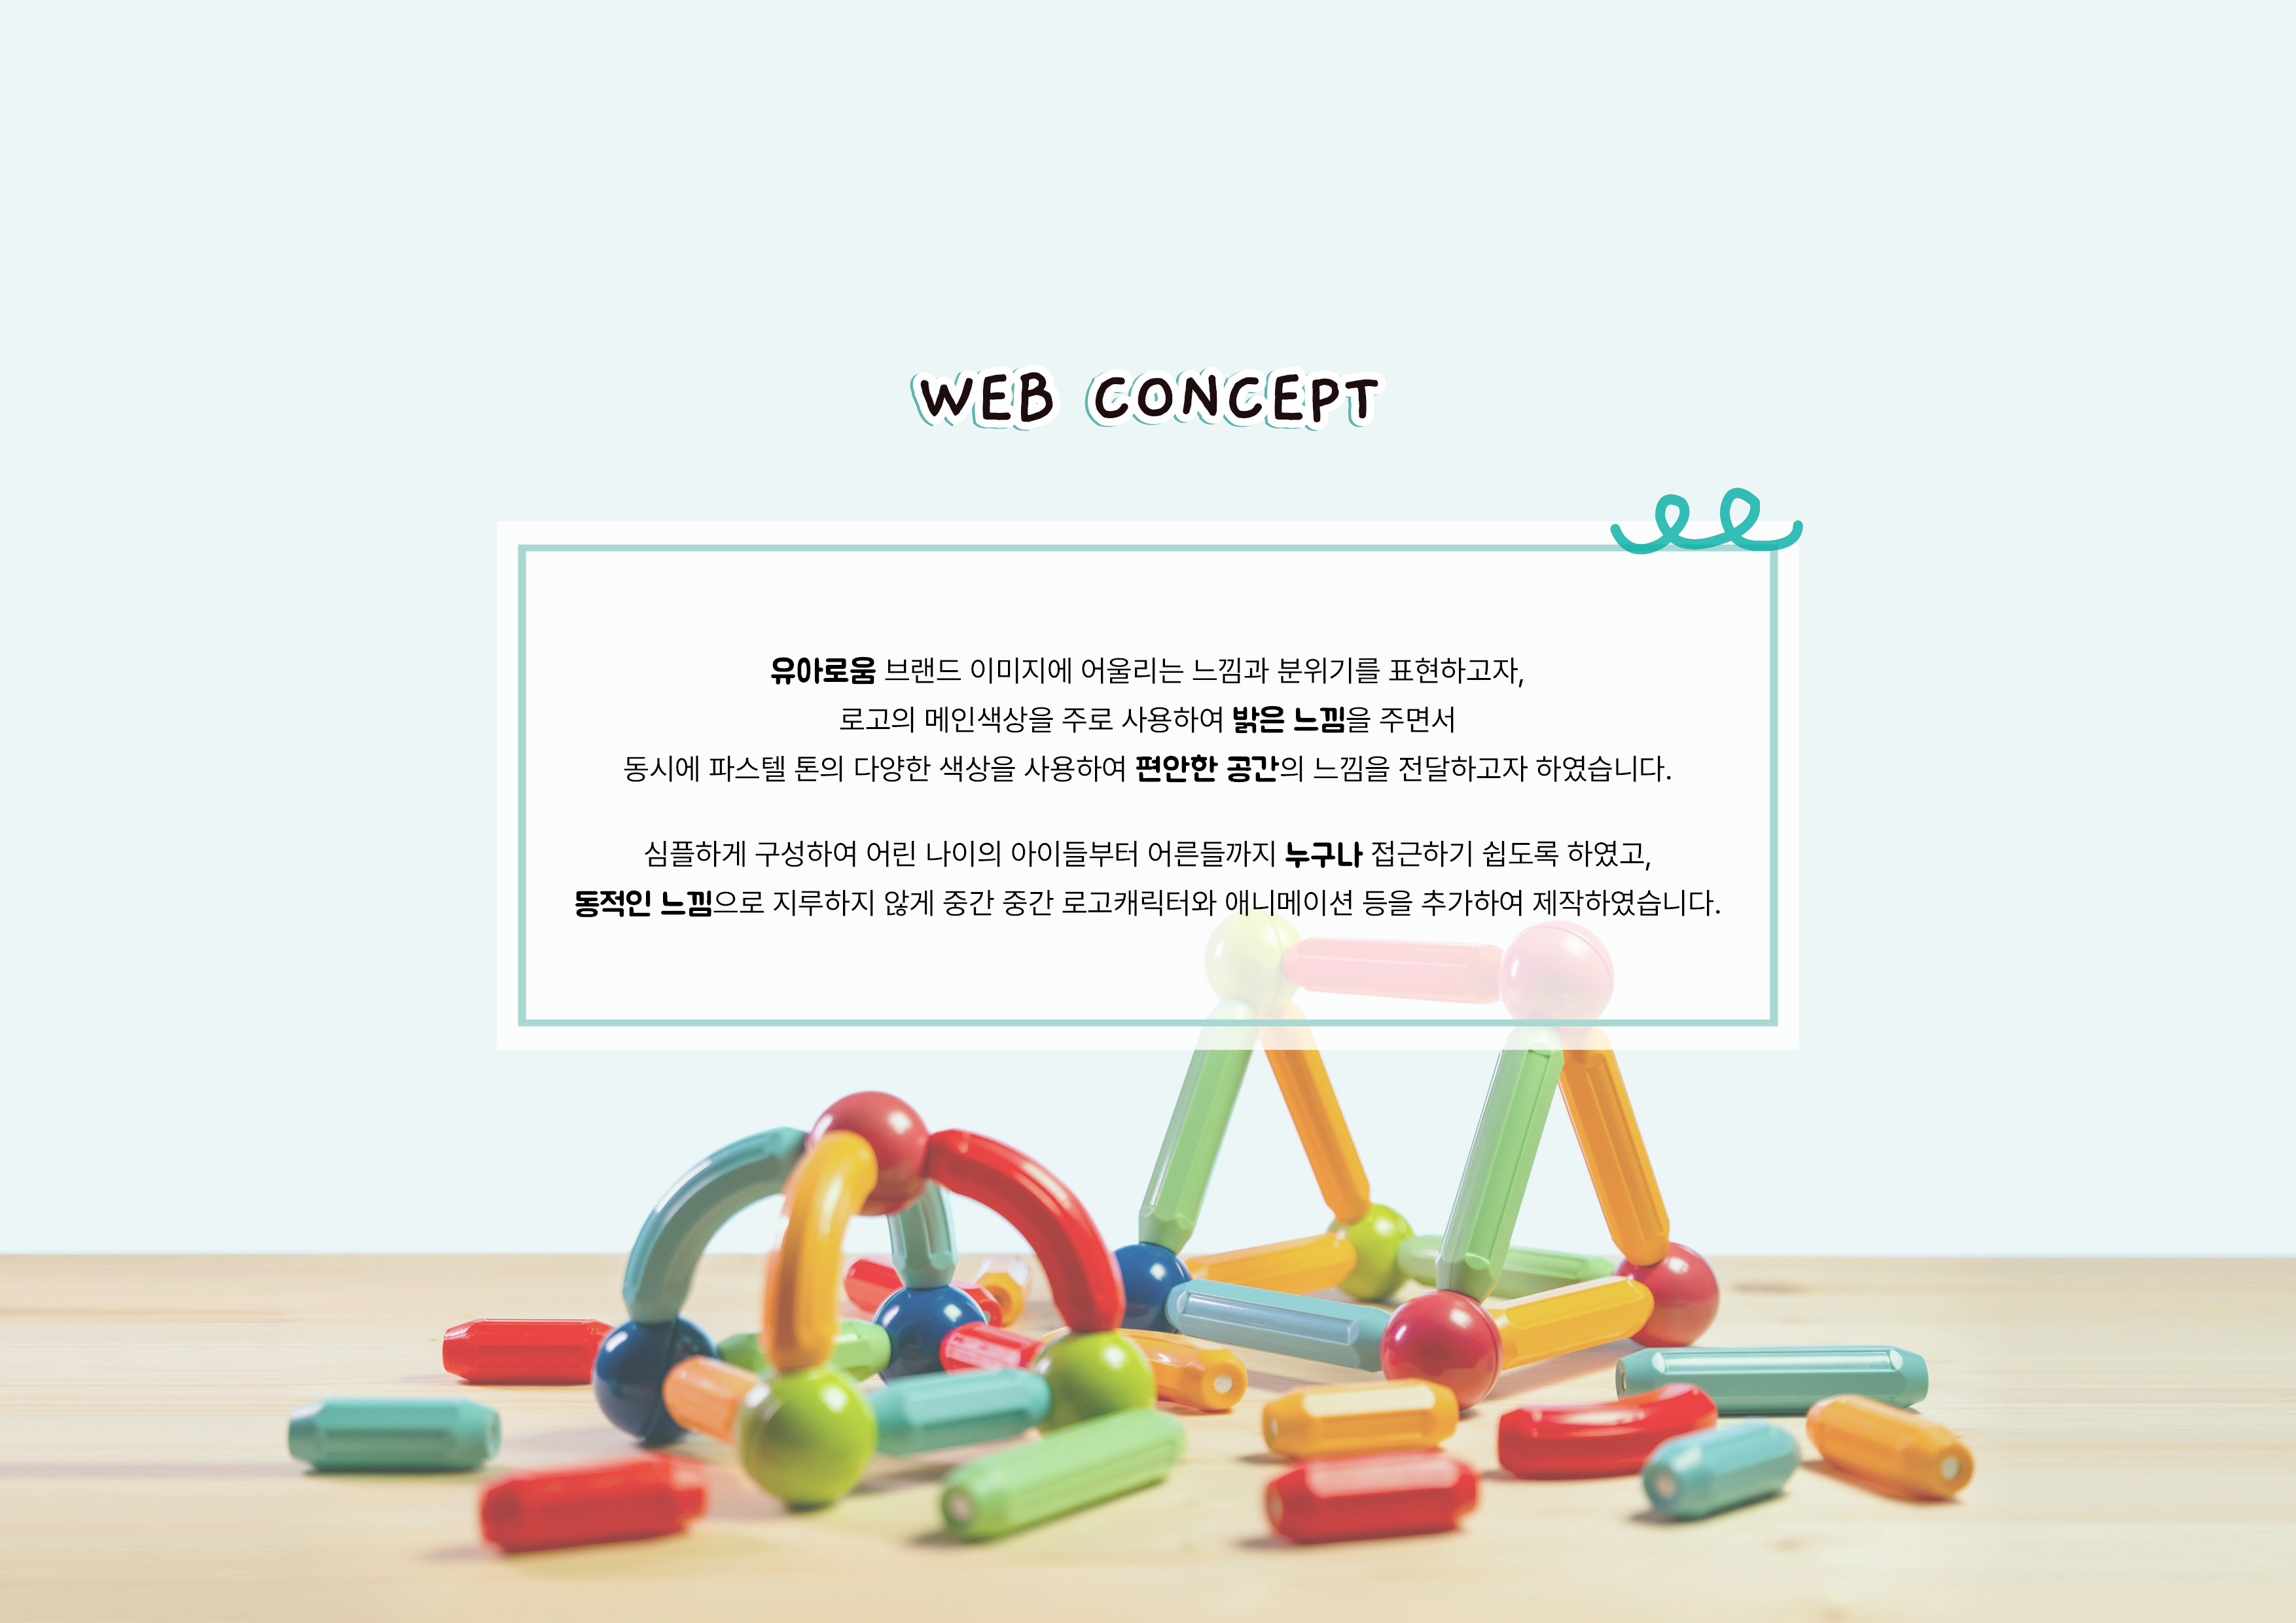 WEB CONCEPT
유아로움 브랜드 이미지에 어울리는 느낌과 분위기를 표현하고자,
로고의 메인색상을 주로 사용하여 밝은 느낌을 주면서
동시에 파스텔 톤의 다양한 색상을 사용하여 편안한 공간의 느낌을 전달하고자 하였습니다.
심플하게 구성하여 어린 나이의 아이들부터 어른들까지 누구나 접근하기 쉽도록 하였고,
동적인 느낌으로 지루하지 않게 중간 중간 로고캐릭터와 애니메이션 등을 추가하여 제작하였습니다.